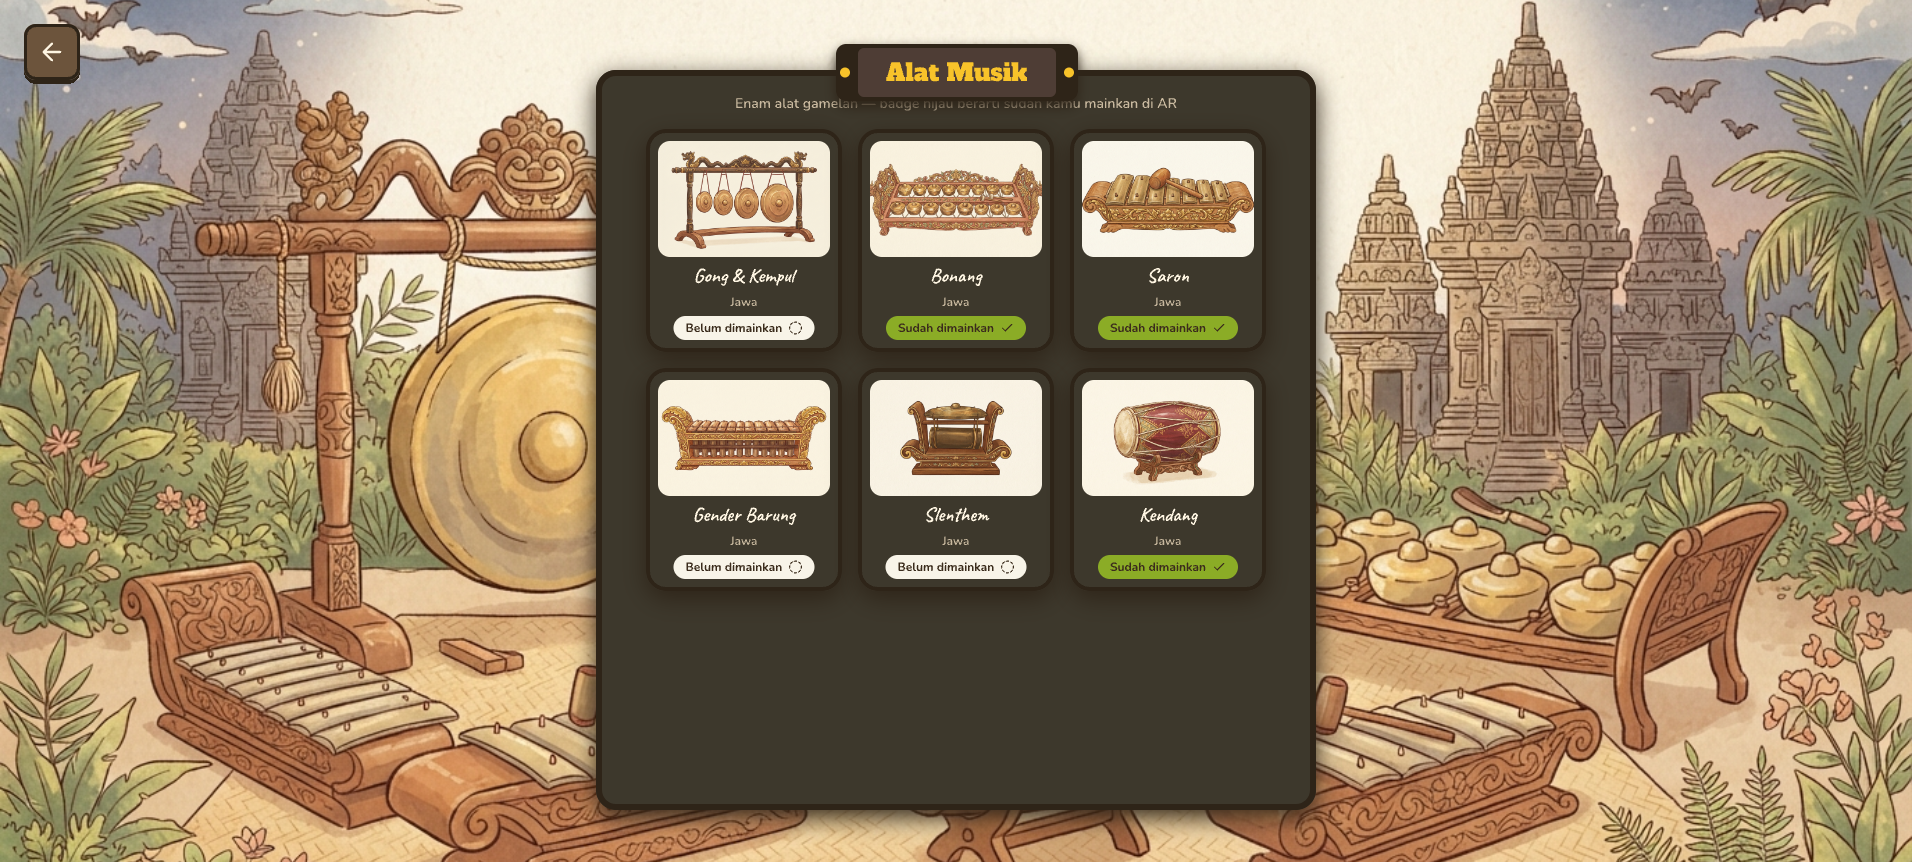 Alat Musik
Enam alat gamelan — badge hijau berarti sudah kamu mainkan di AR
Gong & Kempul
Jawa
Belum dimainkan
Bonang
Jawa
Sudah dimainkan
Saron
Jawa
Sudah dimainkan
Gender Barung
Jawa
Belum dimainkan
Slenthem
Jawa
Belum dimainkan
Kendang
Jawa
Sudah dimainkan